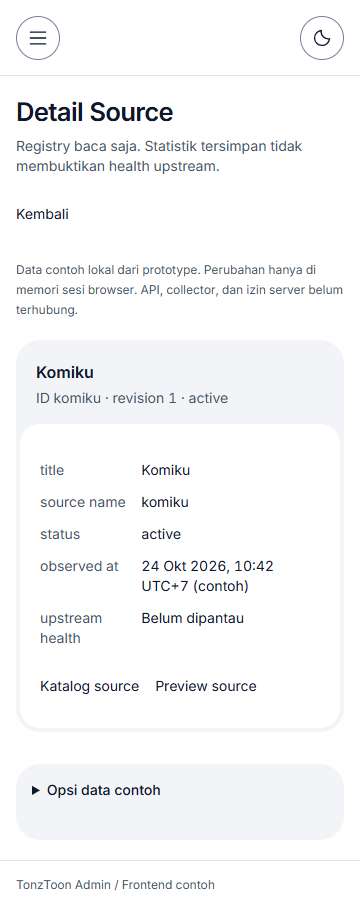 Detail Source
Registry baca saja. Statistik tersimpan tidak
membuktikan health upstream.
Kembali
Data contoh lokal dari prototype. Perubahan hanya di
memori sesi browser. API, collector, dan izin server belum
terhubung.
Komiku
ID komiku · revision 1 · active
title Komiku
source name komiku
status active
observed at 24 Okt 2026, 10:42
UTC+7 (contoh)
upstream Belum dipantau
health
Katalog source Preview source
Opsi data contoh
TonzToon Admin / Frontend contoh